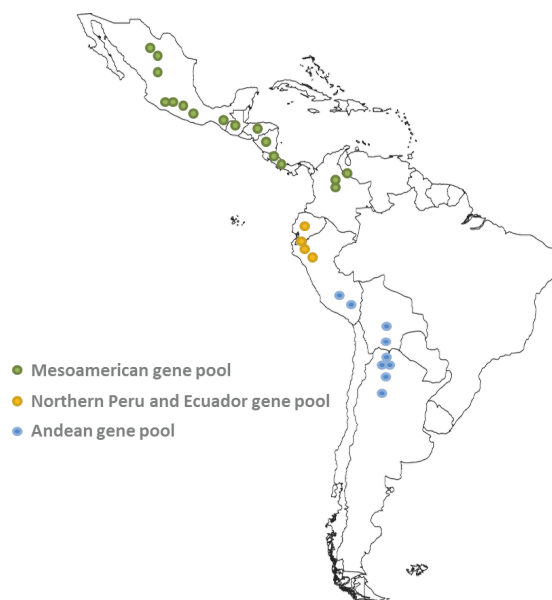 Mesoamerican gene pool
Northern Peru and Ecuador gene pool
Andean gene pool